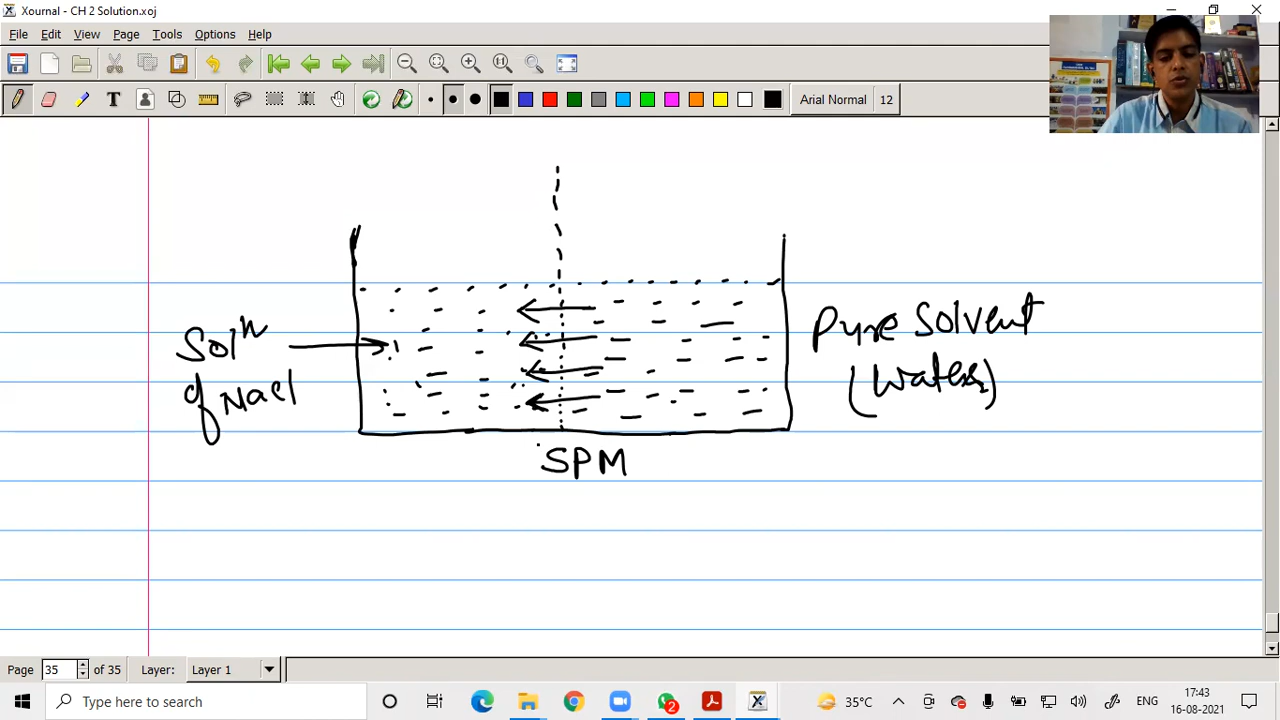 Xournal - CH 2 Solution.xoj
File Edit View Page Tools Options Help
Arial Normal 12
Solⁿ
of Nacl
Pure Solvent
(Water)
SPM
Page 35 of 35 Layer: Layer 1
Type here to search
2
35°C
ENG
17:43
16-08-2021